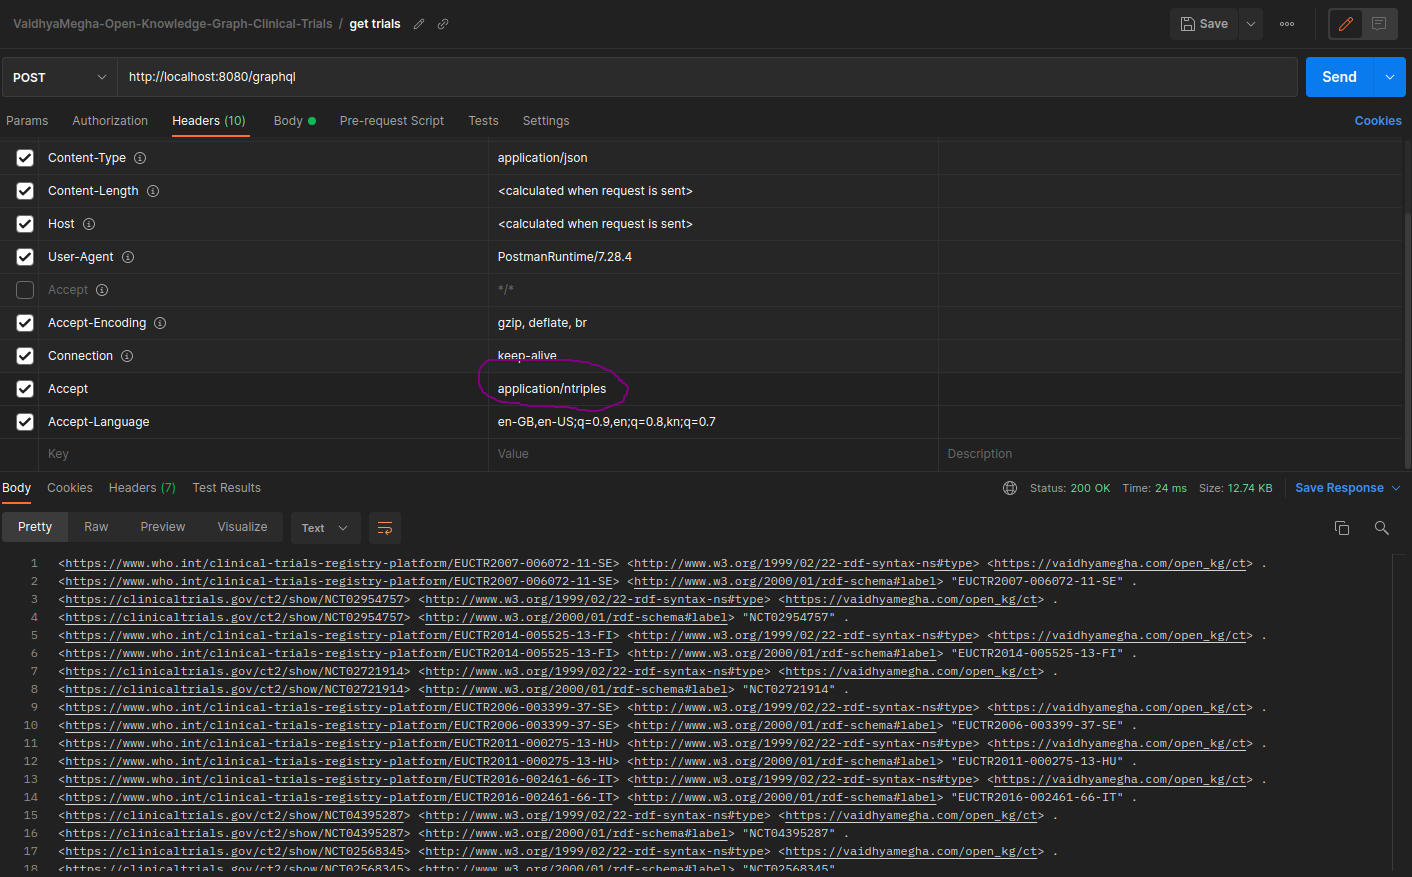 VaidhyaMegha-Open-Knowledge-Graph-Clinical-Trials / get trials
Save
POST
http://localhost:8080/graphql
Send
Params Authorization Headers (10) Body Pre-request Script Tests Settings Cookies
Content-Type application/json
Content-Length <calculated when request is sent>
Host <calculated when request is sent>
User-Agent PostmanRuntime/7.28.4
Accept */*
Accept-Encoding gzip, deflate, br
Connection keep-alive
Accept application/ntriples
Accept-Language en-GB,en-US;q=0.9,en;q=0.8,kn;q=0.7
Key Value Description
Body Cookies Headers (7) Test Results Status: 200 OK Time: 24 ms Size: 12.74 KB Save Response
Pretty Raw Preview Visualize Text
1 <https://www.who.int/clinical-trials-registry-platform/EUCTR2007-006072-11-SE> <http://www.w3.org/1999/02/22-rdf-syntax-ns#type> <https://vaidhyamegha.com/open_kg/ct> .
2 <https://www.who.int/clinical-trials-registry-platform/EUCTR2007-006072-11-SE> <http://www.w3.org/2000/01/rdf-schema#label> "EUCTR2007-006072-11-SE" .
3 <https://clinicaltrials.gov/ct2/show/NCT02954757> <http://www.w3.org/1999/02/22-rdf-syntax-ns#type> <https://vaidhyamegha.com/open_kg/ct> .
4 <https://clinicaltrials.gov/ct2/show/NCT02954757> <http://www.w3.org/2000/01/rdf-schema#label> "NCT02954757" .
5 <https://www.who.int/clinical-trials-registry-platform/EUCTR2014-005525-13-FI> <http://www.w3.org/1999/02/22-rdf-syntax-ns#type> <https://vaidhyamegha.com/open_kg/ct> .
6 <https://www.who.int/clinical-trials-registry-platform/EUCTR2014-005525-13-FI> <http://www.w3.org/2000/01/rdf-schema#label> "EUCTR2014-005525-13-FI" .
7 <https://clinicaltrials.gov/ct2/show/NCT02721914> <http://www.w3.org/1999/02/22-rdf-syntax-ns#type> <https://vaidhyamegha.com/open_kg/ct> .
8 <https://clinicaltrials.gov/ct2/show/NCT02721914> <http://www.w3.org/2000/01/rdf-schema#label> "NCT02721914" .
9 <https://www.who.int/clinical-trials-registry-platform/EUCTR2006-003399-37-SE> <http://www.w3.org/1999/02/22-rdf-syntax-ns#type> <https://vaidhyamegha.com/open_kg/ct> .
10 <https://www.who.int/clinical-trials-registry-platform/EUCTR2006-003399-37-SE> <http://www.w3.org/2000/01/rdf-schema#label> "EUCTR2006-003399-37-SE" .
11 <https://www.who.int/clinical-trials-registry-platform/EUCTR2011-000275-13-HU> <http://www.w3.org/1999/02/22-rdf-syntax-ns#type> <https://vaidhyamegha.com/open_kg/ct> .
12 <https://www.who.int/clinical-trials-registry-platform/EUCTR2011-000275-13-HU> <http://www.w3.org/2000/01/rdf-schema#label> "EUCTR2011-000275-13-HU" .
13 <https://www.who.int/clinical-trials-registry-platform/EUCTR2016-002461-66-IT> <http://www.w3.org/1999/02/22-rdf-syntax-ns#type> <https://vaidhyamegha.com/open_kg/ct> .
14 <https://www.who.int/clinical-trials-registry-platform/EUCTR2016-002461-66-IT> <http://www.w3.org/2000/01/rdf-schema#label> "EUCTR2016-002461-66-IT" .
15 <https://clinicaltrials.gov/ct2/show/NCT04395287> <http://www.w3.org/1999/02/22-rdf-syntax-ns#type> <https://vaidhyamegha.com/open_kg/ct> .
16 <https://clinicaltrials.gov/ct2/show/NCT04395287> <http://www.w3.org/2000/01/rdf-schema#label> "NCT04395287" .
17 <https://clinicaltrials.gov/ct2/show/NCT02568345> <http://www.w3.org/1999/02/22-rdf-syntax-ns#type> <https://vaidhyamegha.com/open_kg/ct> .
18 <https://clinicaltrials.gov/ct2/show/NCT02568345> <http://www.w3.org/2000/01/rdf-schema#label> "NCT02568345"